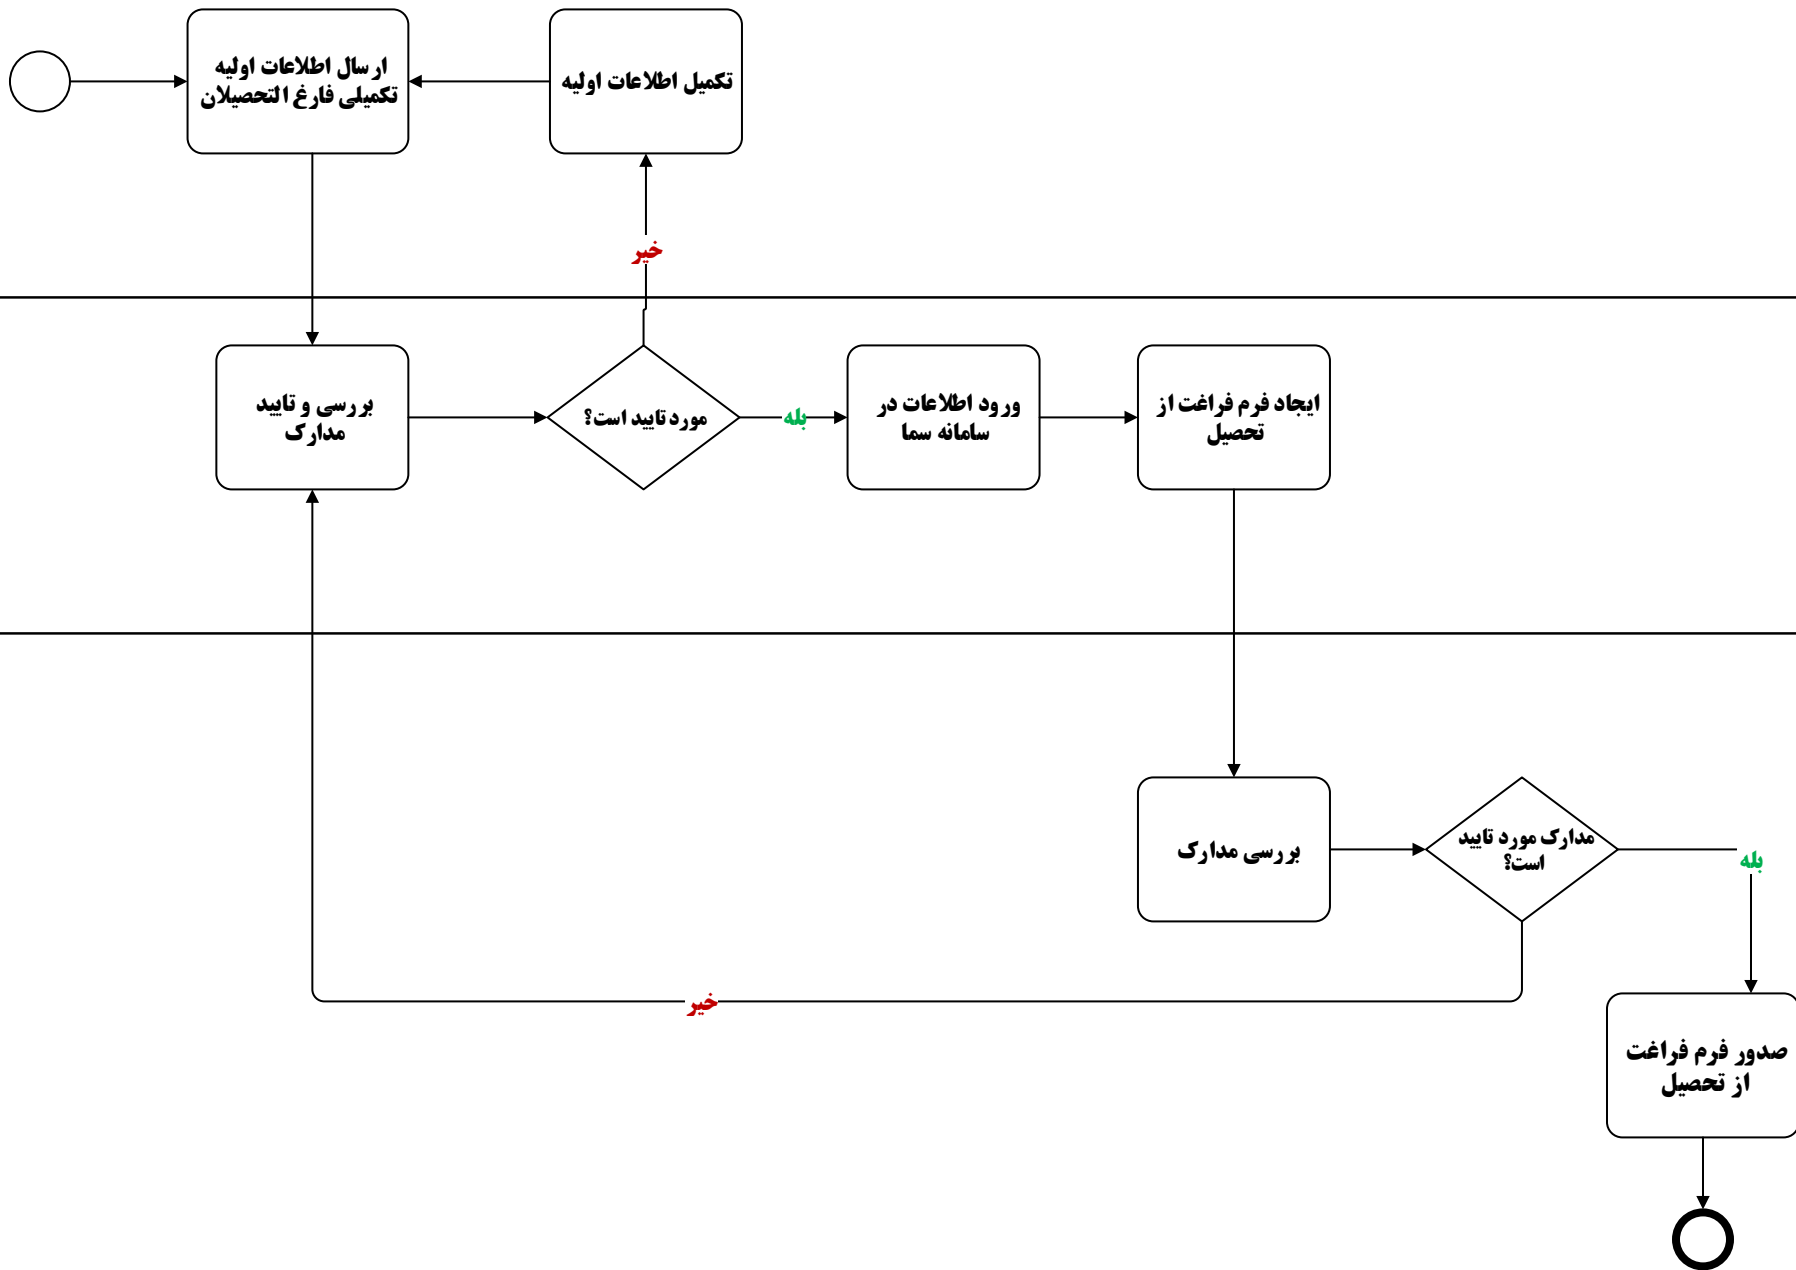 ارسال اطلاعات اولیه
تکمیلی فارغ التحصیلان
تکمیل اطلاعات اولیه
خیر
بررسی و تایید
مدارک
مورد تایید است؟
بله
ورود اطلاعات در
سامانه سما
ایجاد فرم فراغت از
تحصیل
بررسی مدارک
مدارک مورد تایید
است؟
بله
خیر
صدور فرم فراغت
از تحصیل